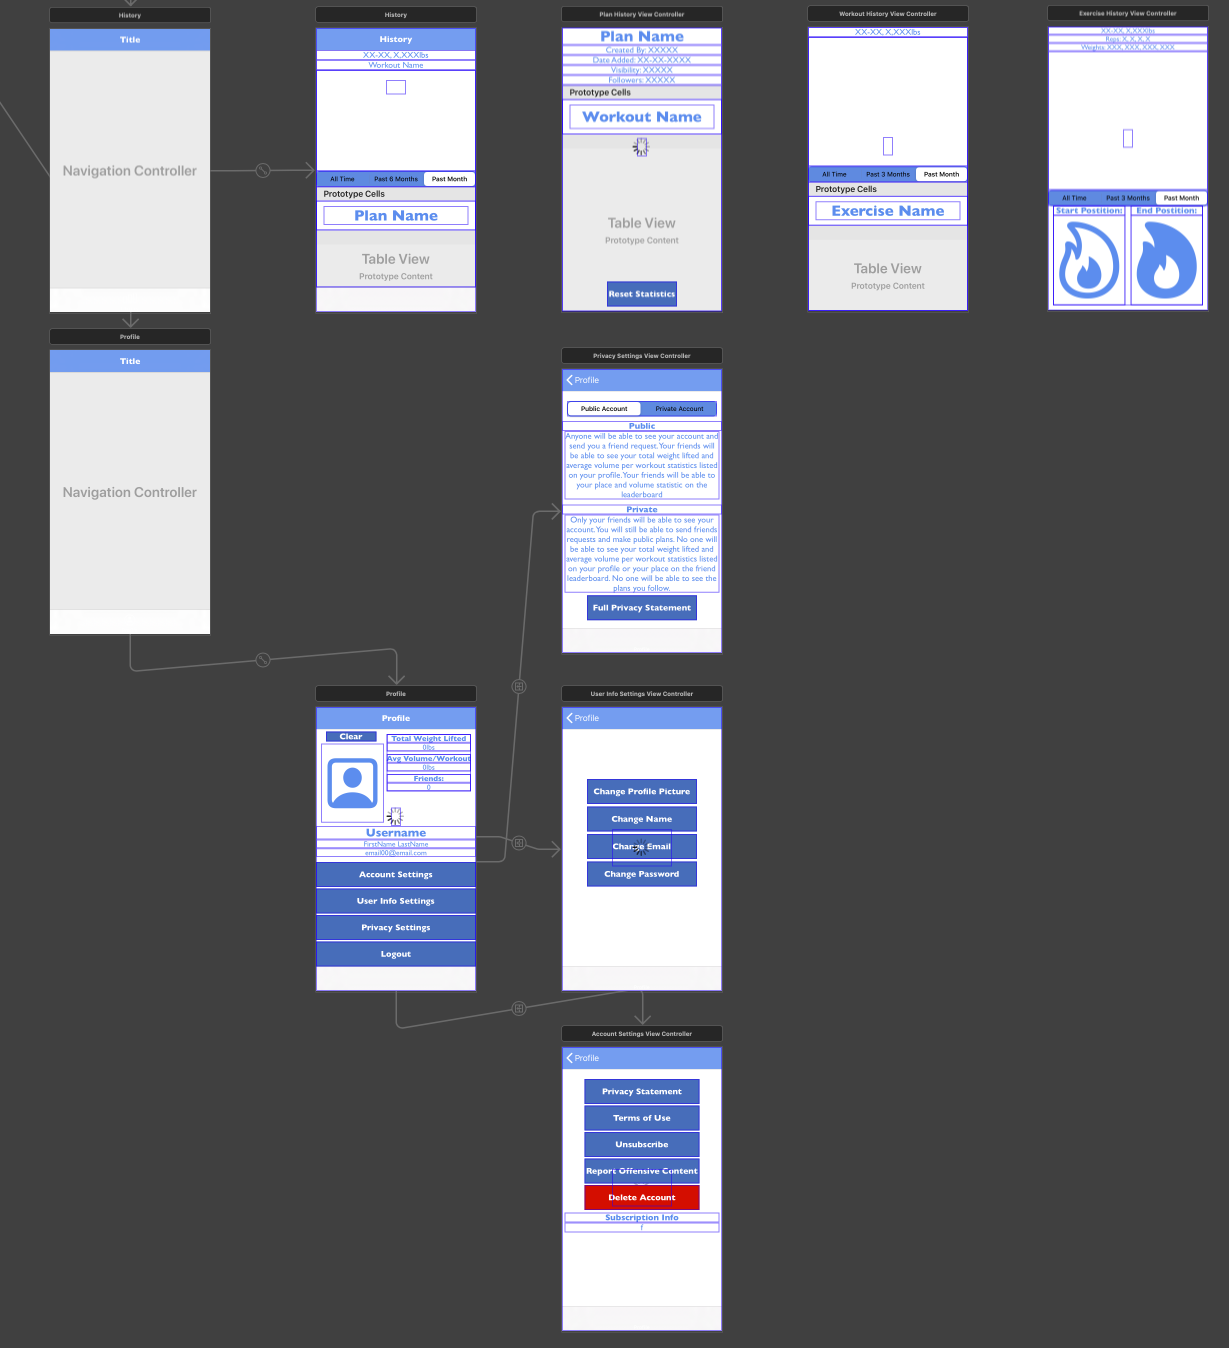 History
Title
Navigation Controller
History
History
XX-XX, X,XXXlbs
Workout Name
All Time Past 6 Months Past Month
Prototype Cells
Plan Name
Table View
Prototype Content
Plan History View Controller
Plan Name
Created By: XXXXX
Date Added: XX-XX-XXXX
Visibility: XXXXX
Followers: XXXXX
Prototype Cells
Workout Name
Table View
Prototype Content
Reset Statistics
Workout History View Controller
XX-XX, X,XXXlbs
All Time Past 3 Months Past Month
Prototype Cells
Exercise Name
Table View
Prototype Content
Exercise History View Controller
XX-XX, X,XXXlbs
Reps: X, X, X, X
Weights: XXX, XXX, XXX, XXX
All Time Past 3 Months Past Month
Start Postition: End Postition:
Profile
Title
Navigation Controller
Privacy Settings View Controller
Profile
Public Account Private Account
Public
Anyone will be able to see your account and
send you a friend request. Your friends will
be able to see your total weight lifted and
average volume per workout statistics listed
on your profile. Your friends will be able to
your place and volume statistic on the
leaderboard
Private
Only your friends will be able to see your
account. You will still be able to send friends
requests and make public plans. No one will
be able to see your total weight lifted and
average volume per workout statistics listed
on your profile or your place on the friend
leaderboard. No one will be able to see the
plans you follow.
Full Privacy Statement
Profile
Profile
Clear
Total Weight Lifted
0lbs
Avg Volume/Workout
0lbs
Friends:
0
Username
FirstName LastName
email00@email.com
Account Settings
User Info Settings
Privacy Settings
Logout
User Info Settings View Controller
Profile
Change Profile Picture
Change Name
Change Email
Change Password
Account Settings View Controller
Profile
Privacy Statement
Terms of Use
Unsubscribe
Report Offensive Content
Delete Account
Subscription Info
f